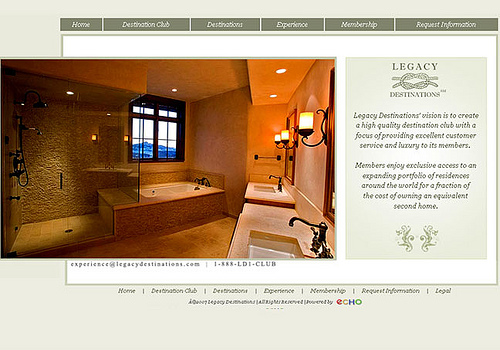 Home
Destination Club
Destinations
Experience
Membership
Request Information
LEGACY
DESTINATIONS℠
Legacy Destinations' vision is to create
a high quality destination club with a
focus of providing excellent customer
service and luxury to its members.
Members enjoy exclusive access to an
expanding portfolio of residences
around the world for a fraction of
the cost of owning an equivalent
second home.
experience@legacydestinations.com | 1-888-LD1-CLUB
Home | Destination Club | Destinations | Experience | Membership | Request Information | Legal
©2007 Legacy Destinations | All Rights Reserved | Powered by ECHO